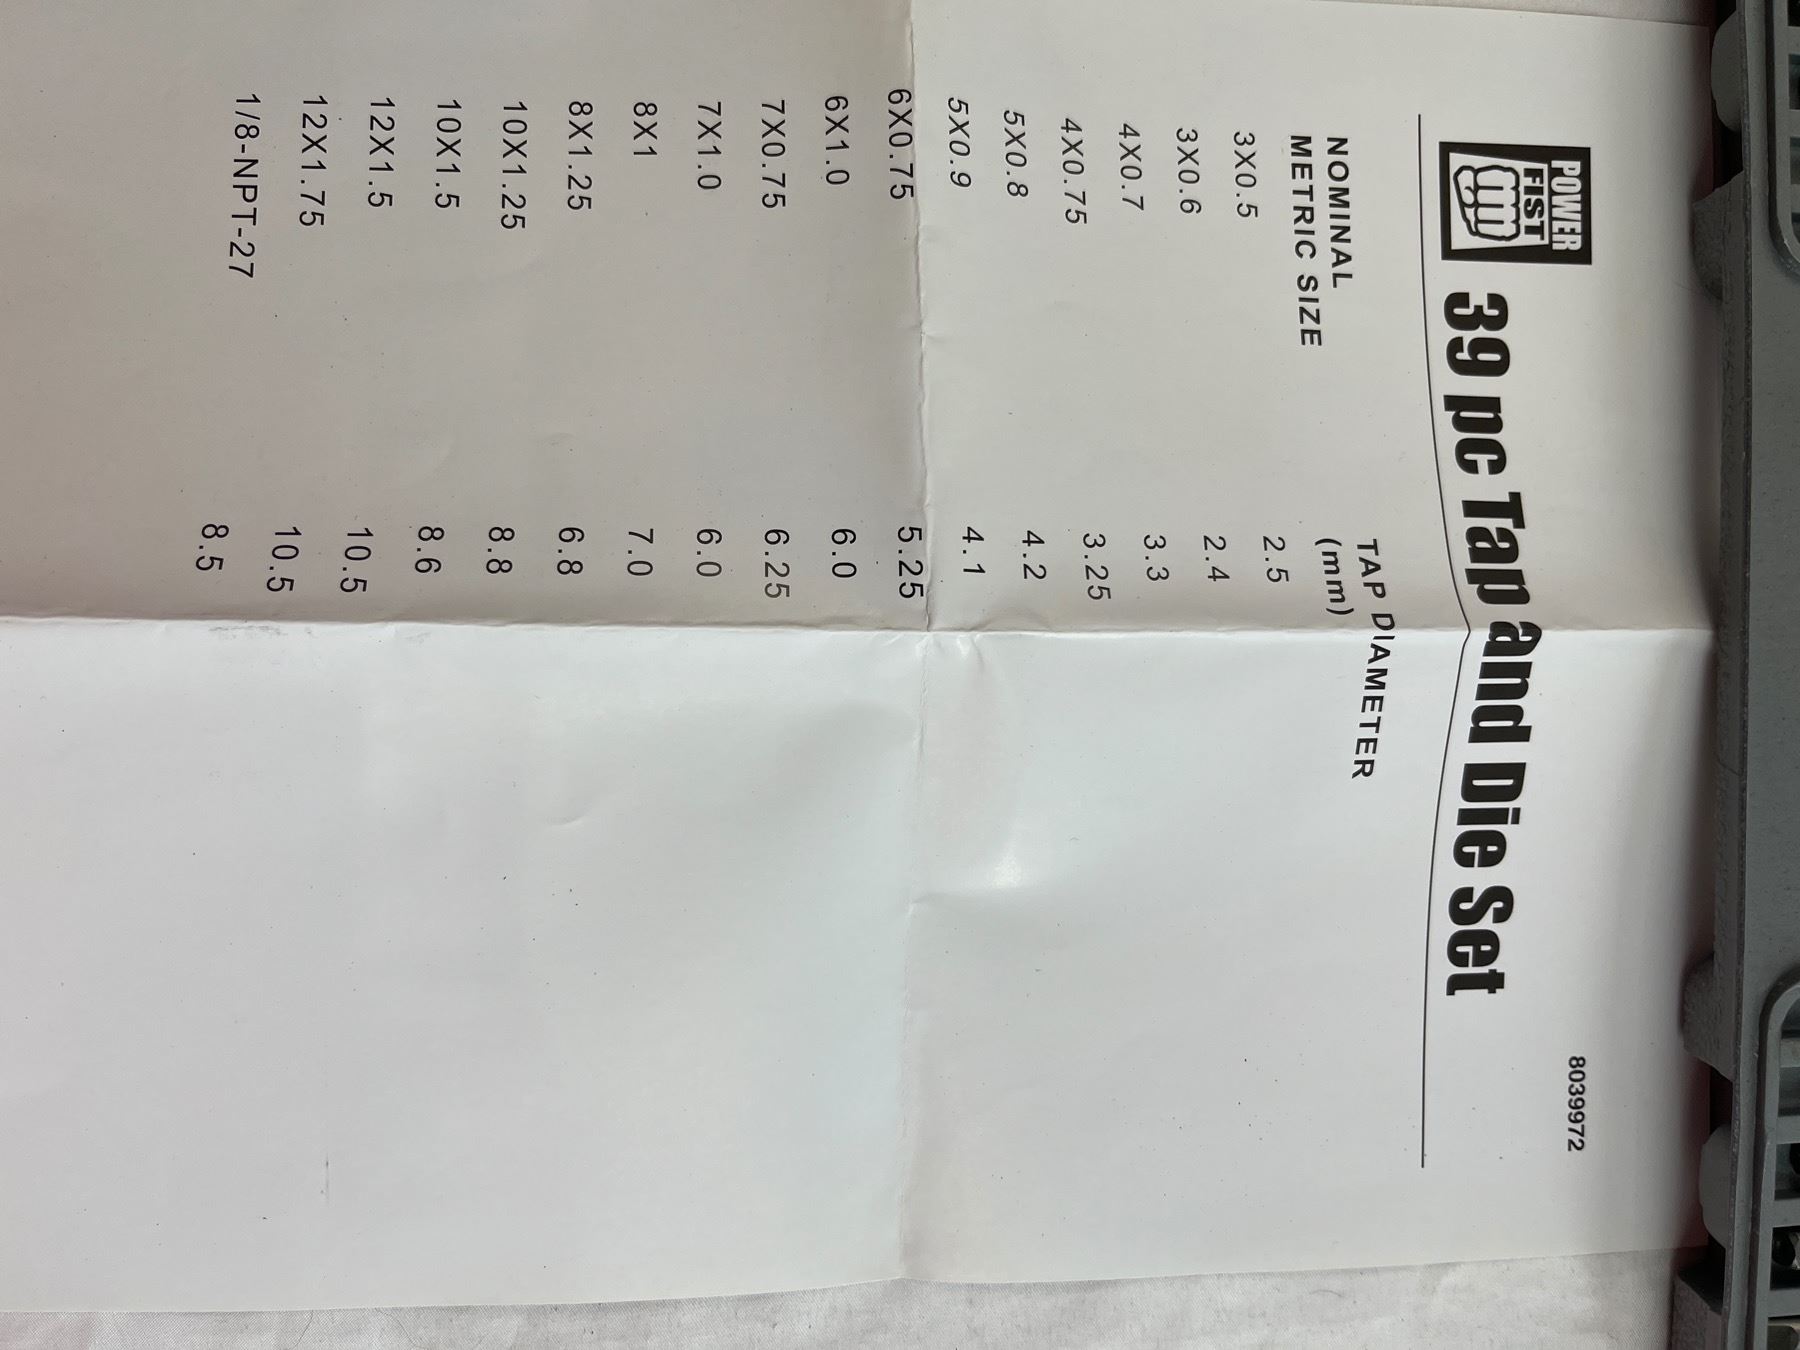 POWER
FIST
39 pc Tap and Die Set
8039972
NOMINAL
METRIC SIZE
TAP DIAMETER
(mm)
3X0.5 2.5
3X0.6 2.4
4X0.7 3.3
4X0.75 3.25
5X0.8 4.2
5X0.9 4.1
6X0.75 5.25
6X1.0 6.0
7X0.75 6.25
7X1.0 6.0
8X1 7.0
8X1.25 6.8
10X1.25 8.8
10X1.5 8.6
12X1.5 10.5
12X1.75 10.5
1/8-NPT-27 8.5